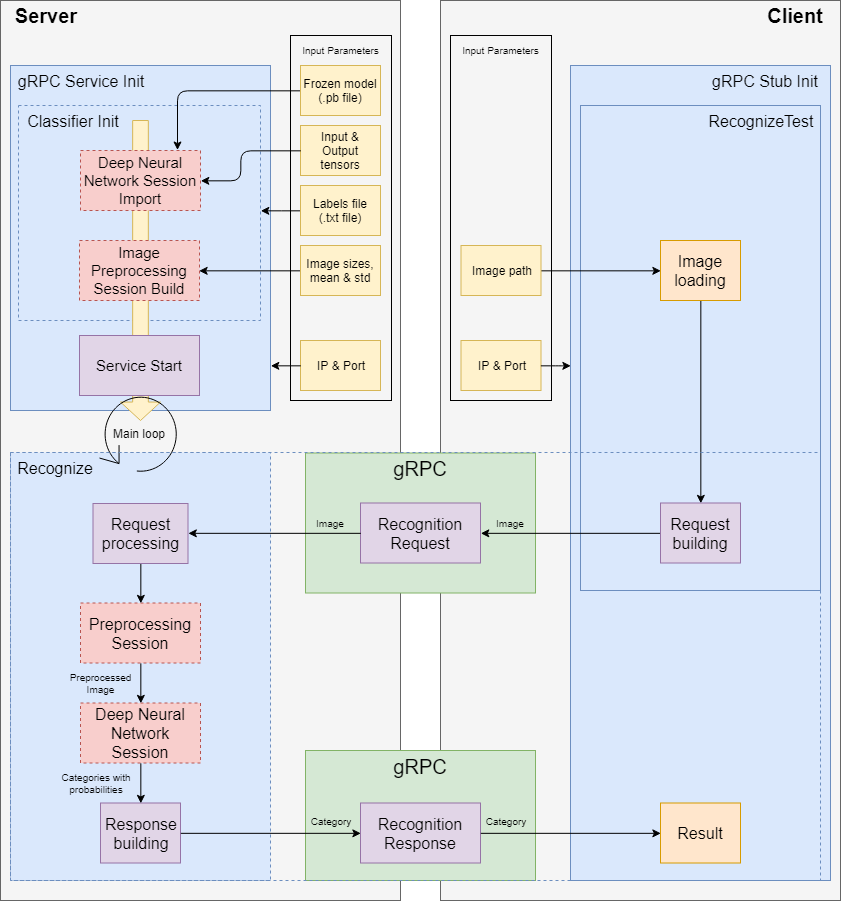 Server
Client
Input Parameters
Input Parameters
gRPC Service Init
gRPC Stub Init
Frozen model
(.pb file)
Classifier Init
RecognizeTest
Input &
Output
tensors
Deep Neural
Network Session
Import
Labels file
(.txt file)
Image
Preprocessing
Session Build
Image sizes,
mean & std
Image path
Image
loading
Service Start
IP & Port
IP & Port
Main loop
Recognize
gRPC
Request
processing
Image
Recognition
Request
Image
Request
building
Preprocessing
Session
Preprocessed
Image
Deep Neural
Network
Session
Categories with
probabilities
gRPC
Response
building
Category
Recognition
Response
Category
Result